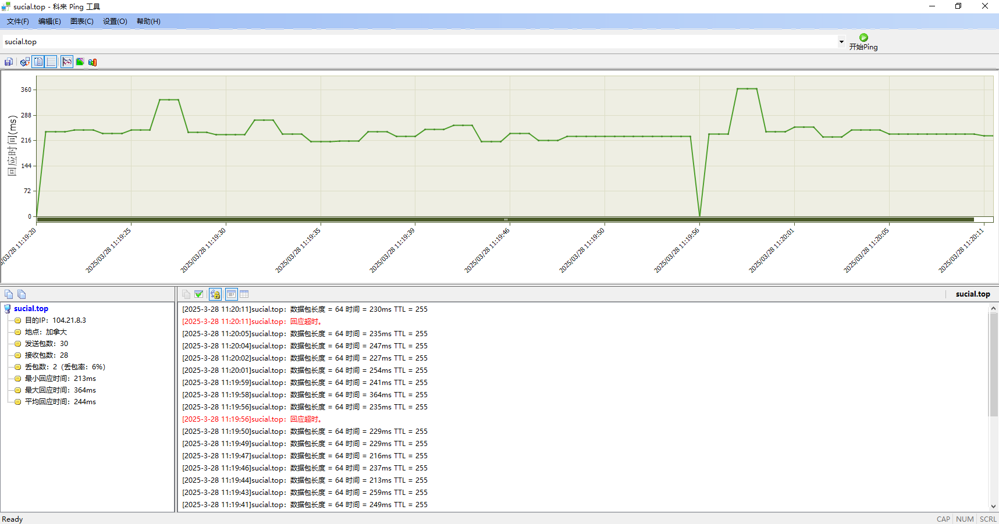 sucial.top - 科来 Ping 工具
文件(F) 编辑(E) 图表(C) 设置(O) 帮助(H)
sucial.top
开始Ping
回应时间(ms)
360
288
216
144
72
0
5/03/28 11:19:20
2025/03/28 11:19:25
2025/03/28 11:19:30
2025/03/28 11:19:35
2025/03/28 11:19:39
2025/03/28 11:19:46
2025/03/28 11:19:50
2025/03/28 11:19:56
2025/03/28 11:20:01
2025/03/28 11:20:05
2025/03/28 11:20:11
sucial.top
目的IP：104.21.8.3
地点：加拿大
发送包数：30
接收包数：28
丢包数：2（丢包率：6%）
最小回应时间：213ms
最大回应时间：364ms
平均回应时间：244ms
sucial.top
[2025-3-28 11:20:11]sucial.top：数据包长度 = 64 时间 = 230ms TTL = 255
[2025-3-28 11:20:11]sucial.top：回应超时。
[2025-3-28 11:20:05]sucial.top：数据包长度 = 64 时间 = 235ms TTL = 255
[2025-3-28 11:20:04]sucial.top：数据包长度 = 64 时间 = 247ms TTL = 255
[2025-3-28 11:20:02]sucial.top：数据包长度 = 64 时间 = 227ms TTL = 255
[2025-3-28 11:20:01]sucial.top：数据包长度 = 64 时间 = 254ms TTL = 255
[2025-3-28 11:19:59]sucial.top：数据包长度 = 64 时间 = 241ms TTL = 255
[2025-3-28 11:19:58]sucial.top：数据包长度 = 64 时间 = 364ms TTL = 255
[2025-3-28 11:19:56]sucial.top：数据包长度 = 64 时间 = 235ms TTL = 255
[2025-3-28 11:19:56]sucial.top：回应超时。
[2025-3-28 11:19:50]sucial.top：数据包长度 = 64 时间 = 229ms TTL = 255
[2025-3-28 11:19:49]sucial.top：数据包长度 = 64 时间 = 229ms TTL = 255
[2025-3-28 11:19:47]sucial.top：数据包长度 = 64 时间 = 216ms TTL = 255
[2025-3-28 11:19:46]sucial.top：数据包长度 = 64 时间 = 237ms TTL = 255
[2025-3-28 11:19:44]sucial.top：数据包长度 = 64 时间 = 213ms TTL = 255
[2025-3-28 11:19:43]sucial.top：数据包长度 = 64 时间 = 259ms TTL = 255
[2025-3-28 11:19:41]sucial.top：数据包长度 = 64 时间 = 249ms TTL = 255
Ready
CAP NUM SCRL